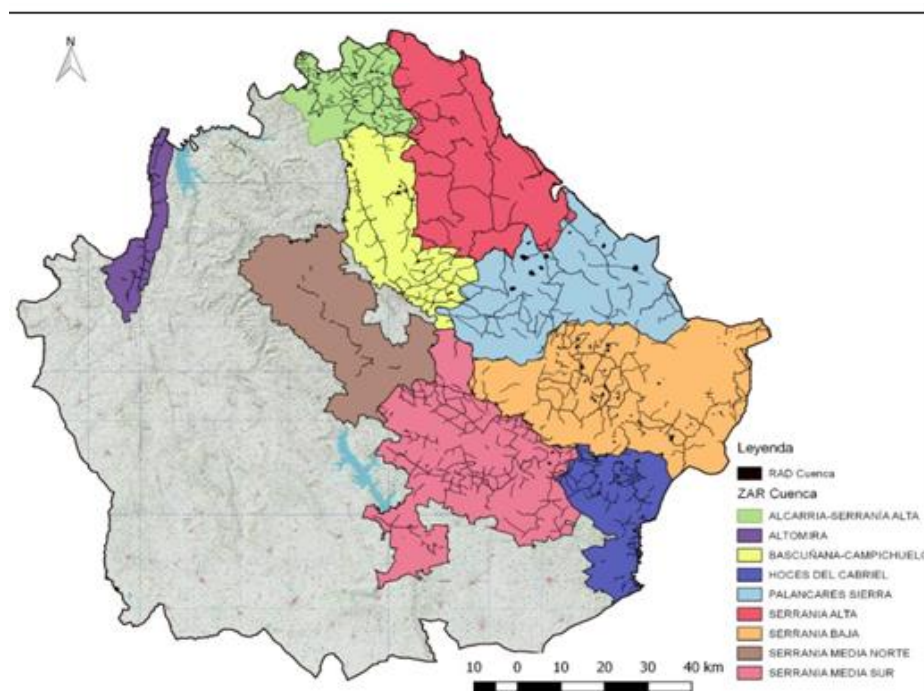 N
Leyenda
RAD Cuenca
ZAR Cuenca
ALCARRIA-SERRANÍA ALTA
ALTOMIRA
BASCUÑANA-CAMPICHUELO
HOCES DEL CABRIEL
PALANCARES SIERRA
SERRANIA ALTA
SERRANIA BAJA
SERRANIA MEDIA NORTE
SERRANIA MEDIA SUR
10 0 10 20 30 40 km